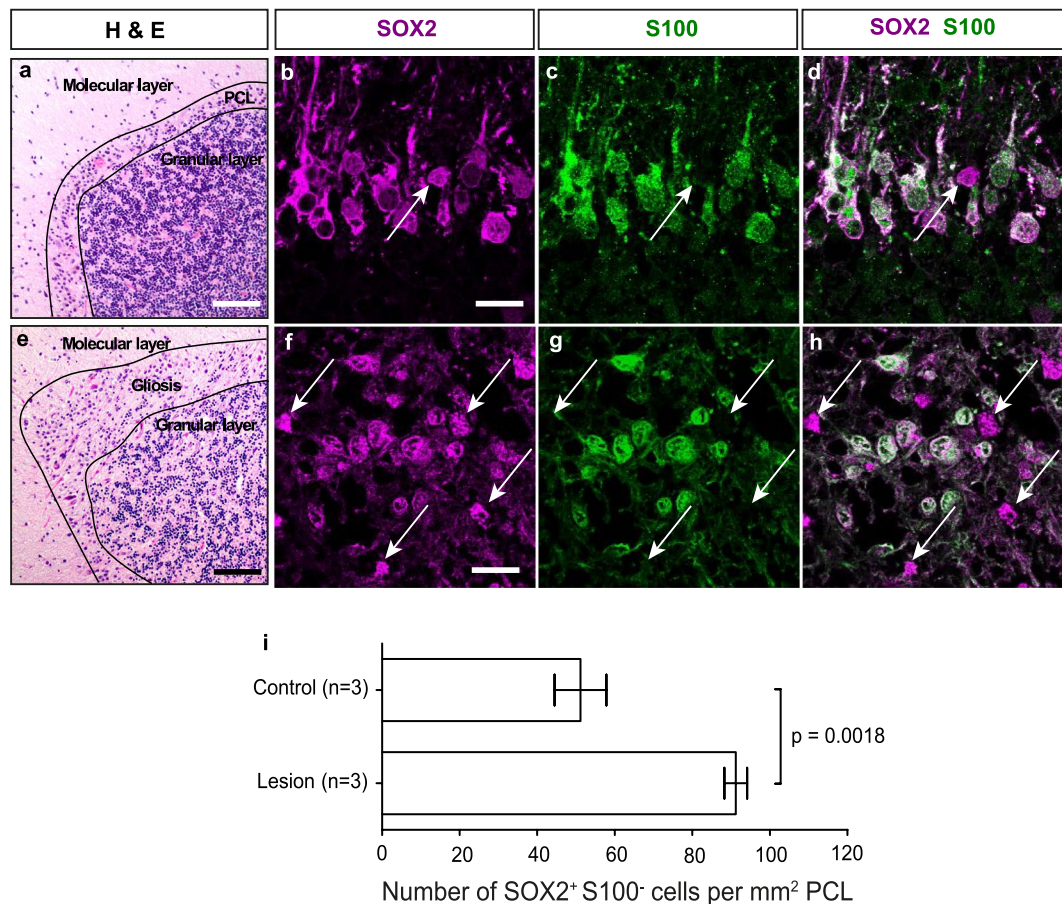 H & E SOX2 S100 SOX2 S100
a b c d
Molecular layer
PCL
Granular layer
e f g h
Molecular layer
Gliosis
Granular layer
i
Control (n=3)
p = 0.0018
Lesion (n=3)
0 20 40 60 80 100 120
Number of SOX2⁺ S100⁻ cells per mm² PCL